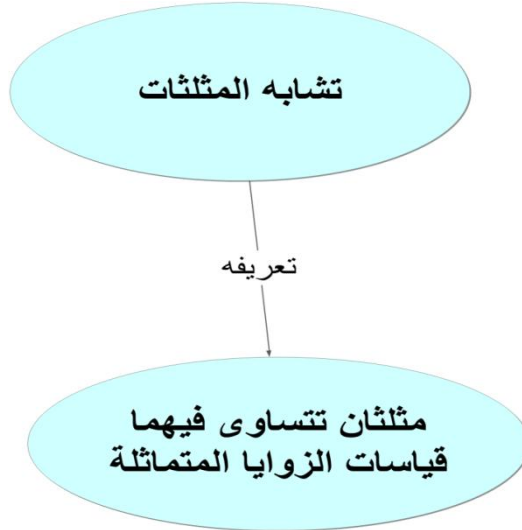 تشابه المثلثات
تعريفه
مثلثان تتساوى فيهما
قياسات الزوايا المتماثلة